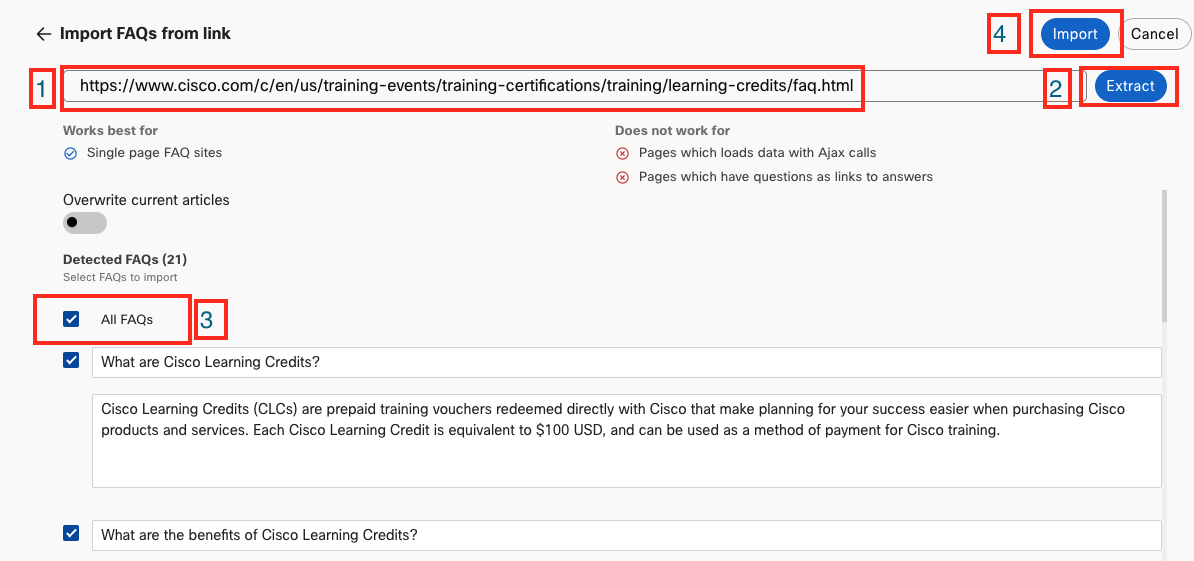 ← Import FAQs from link
4
Import
Cancel
1
https://www.cisco.com/c/en/us/training-events/training-certifications/training/learning-credits/faq.html
2
Extract
Works best for
Single page FAQ sites
Does not work for
Pages which loads data with Ajax calls
Pages which have questions as links to answers
Overwrite current articles
Detected FAQs (21)
Select FAQs to import
All FAQs
3
What are Cisco Learning Credits?
Cisco Learning Credits (CLCs) are prepaid training vouchers redeemed directly with Cisco that make planning for your success easier when purchasing Cisco
products and services. Each Cisco Learning Credit is equivalent to $100 USD, and can be used as a method of payment for Cisco training.
What are the benefits of Cisco Learning Credits?